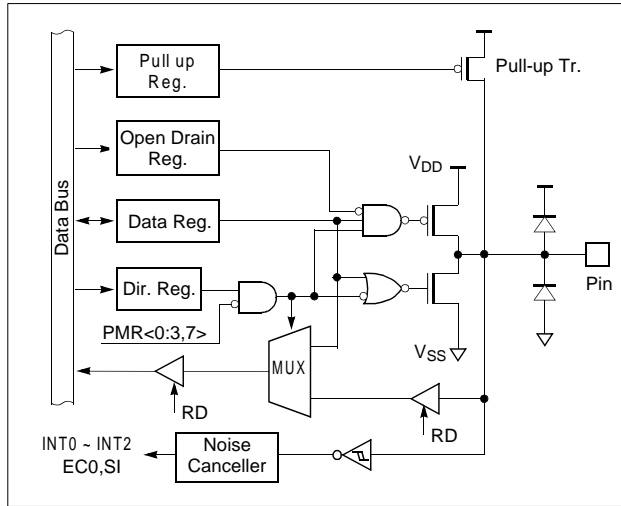 Pull up
Reg.
Pull-up Tr.
Open Drain
Reg.
VDD
Data Bus
Data Reg.
Dir. Reg.
Pin
PMR<0:3,7>
MUX
VSS
RD
RD
INT0 ~ INT2
EC0,SI
Noise
Canceller